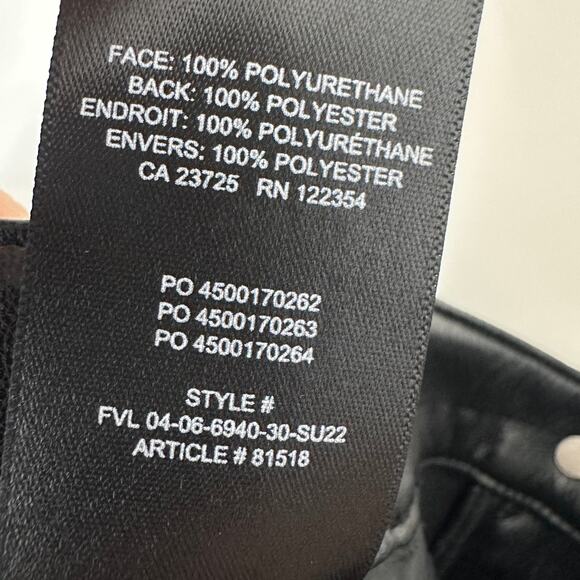 FACE: 100% POLYURETHANE
BACK: 100% POLYESTER
ENDROIT: 100% POLYURÉTHANE
ENVERS: 100% POLYESTER
CA 23725 RN 122354
PO 4500170262
PO 4500170263
PO 4500170264
STYLE #
FVL 04-06-6940-30-SU22
ARTICLE # 81518